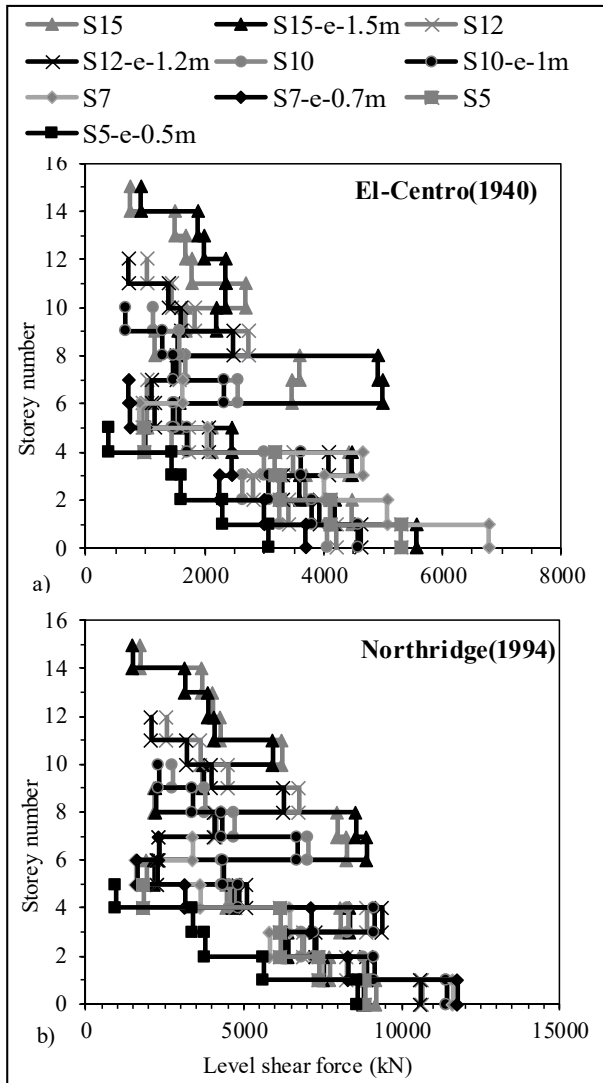 S15 S15-e-1.5m S12
S12-e-1.2m S10 S10-e-1m
S7 S7-e-0.7m S5
S5-e-0.5m
El-Centro(1940)
16
14
12
10
8
6
4
2
0
Storey number
0 2000 4000 6000 8000
a)
Northridge(1994)
16
14
12
10
8
6
4
2
0
Storey number
0 5000 10000 15000
b)
Level shear force (kN)